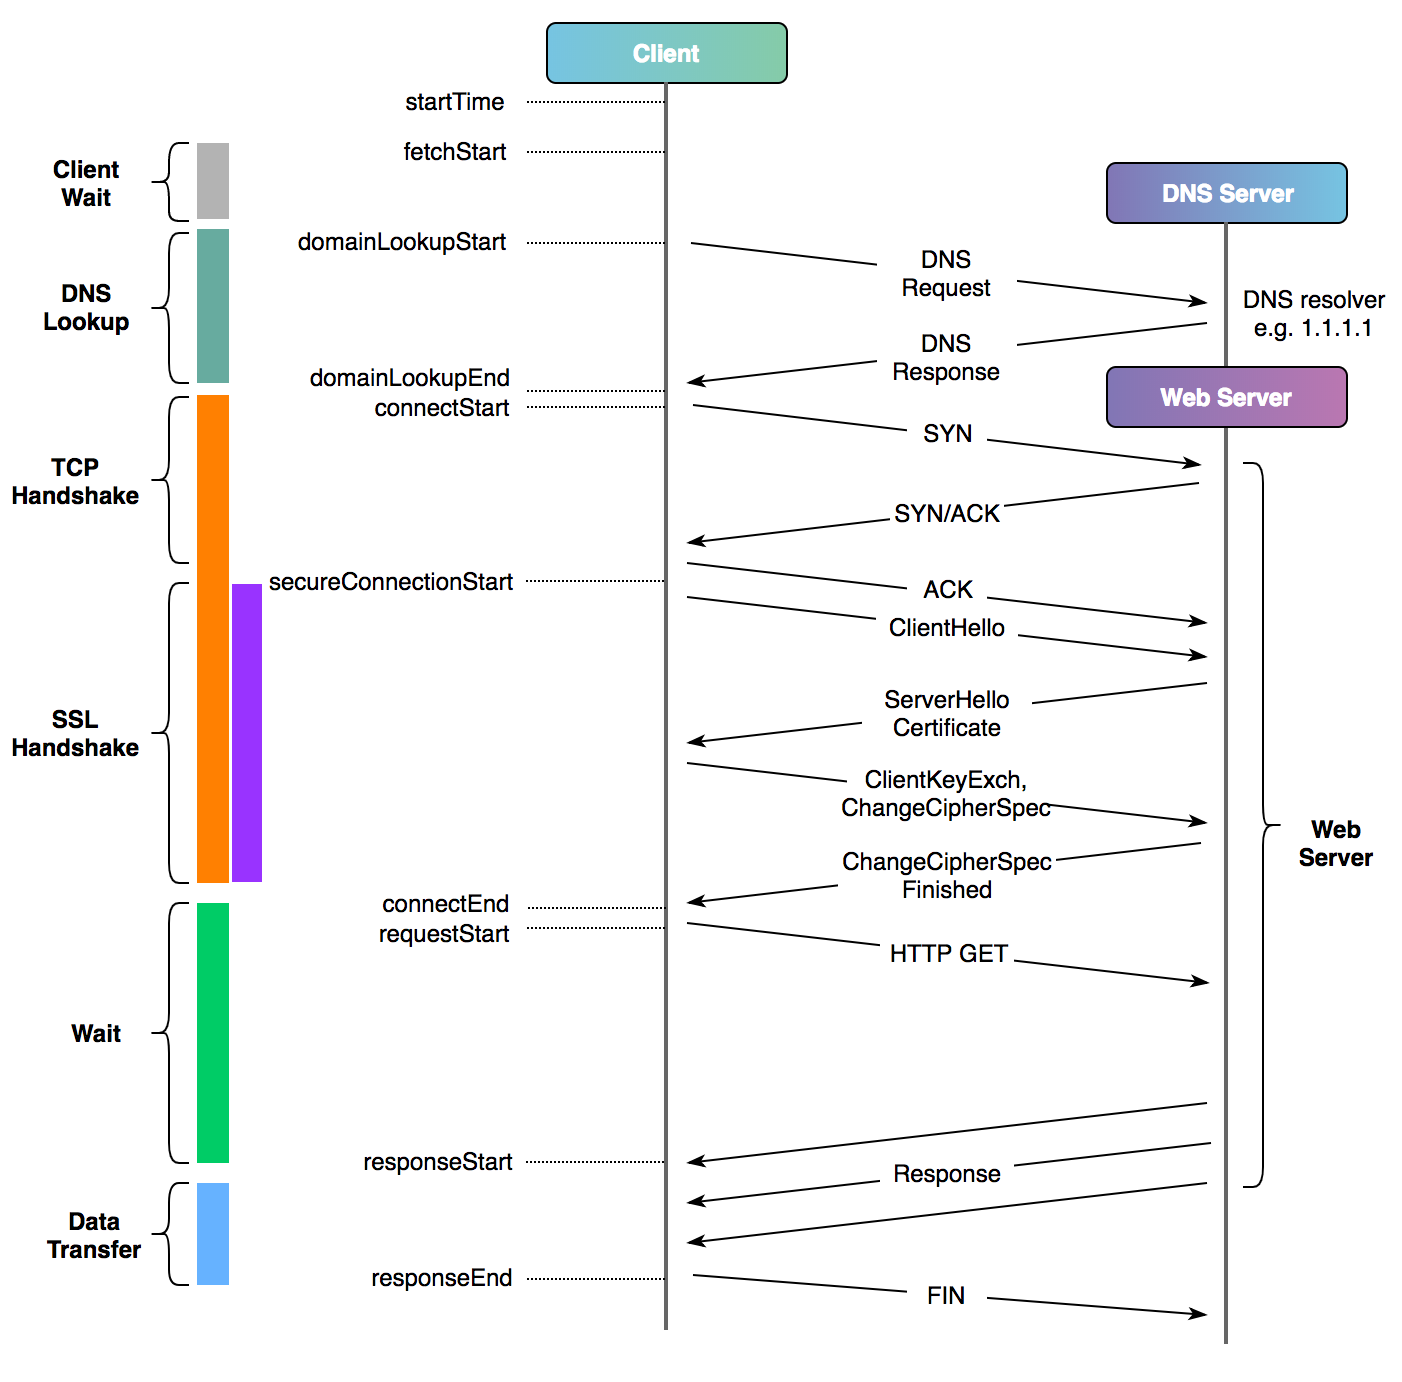 Client
startTime
fetchStart
Client
Wait
DNS Server
domainLookupStart
DNS
Request
DNS
Lookup
DNS resolver
e.g. 1.1.1.1
DNS
Response
domainLookupEnd
connectStart
Web Server
SYN
TCP
Handshake
SYN/ACK
secureConnectionStart
ACK
ClientHello
SSL
Handshake
ServerHello
Certificate
ClientKeyExch,
ChangeCipherSpec
Web
Server
ChangeCipherSpec
Finished
connectEnd
requestStart
HTTP GET
Wait
responseStart
Response
Data
Transfer
responseEnd
FIN